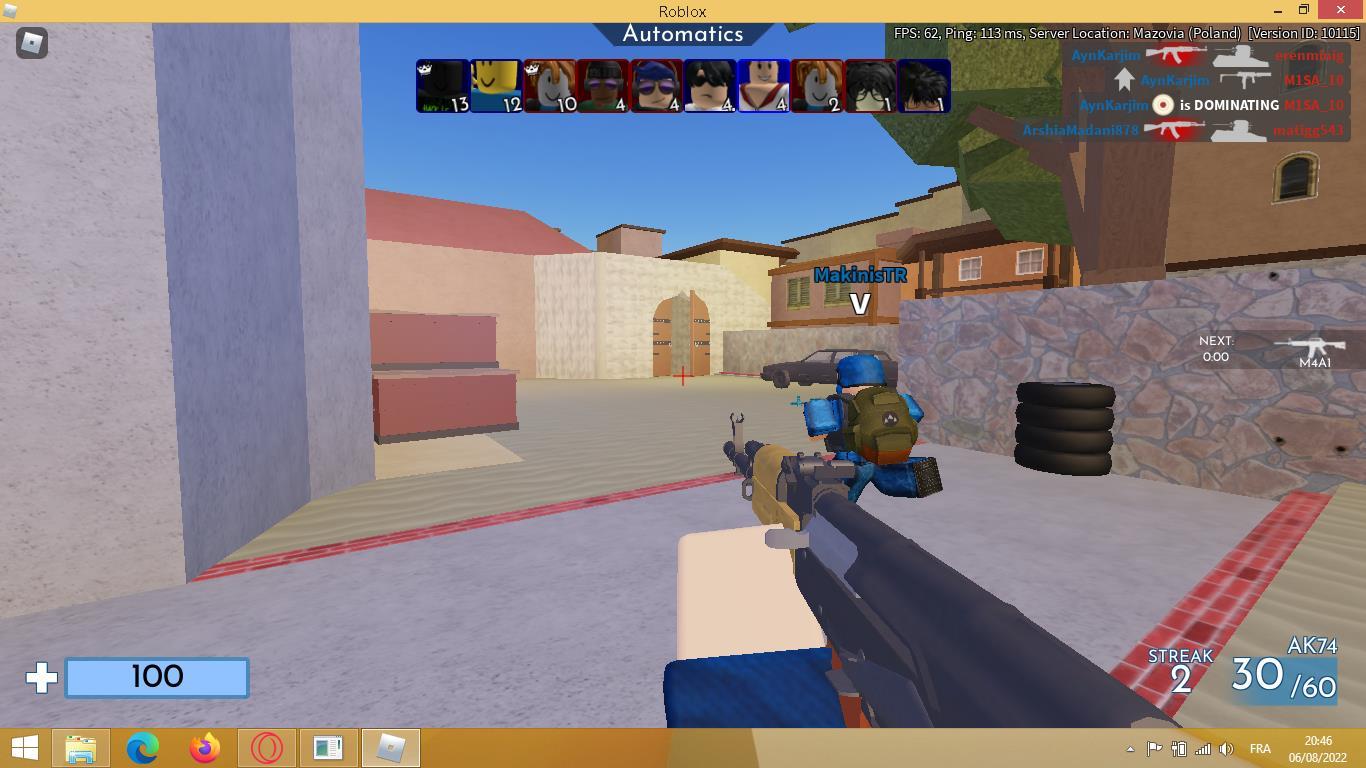 Roblox
Automatics
FPS: 62, Ping: 113 ms, Server Location: Mazovia (Poland) [Version ID: 10115]
13 12 10 4 4 4 4 2 1 1
AynKarjim erenmfnig
AynKarjim M1SA_10
AynKarjim is DOMINATING M1SA_10
ArshiaMadani878 matigg543
MakinisTR
V
NEXT:
0:00
M4A1
100
STREAK
2
AK74
30/60
FRA
20:46
06/08/2022